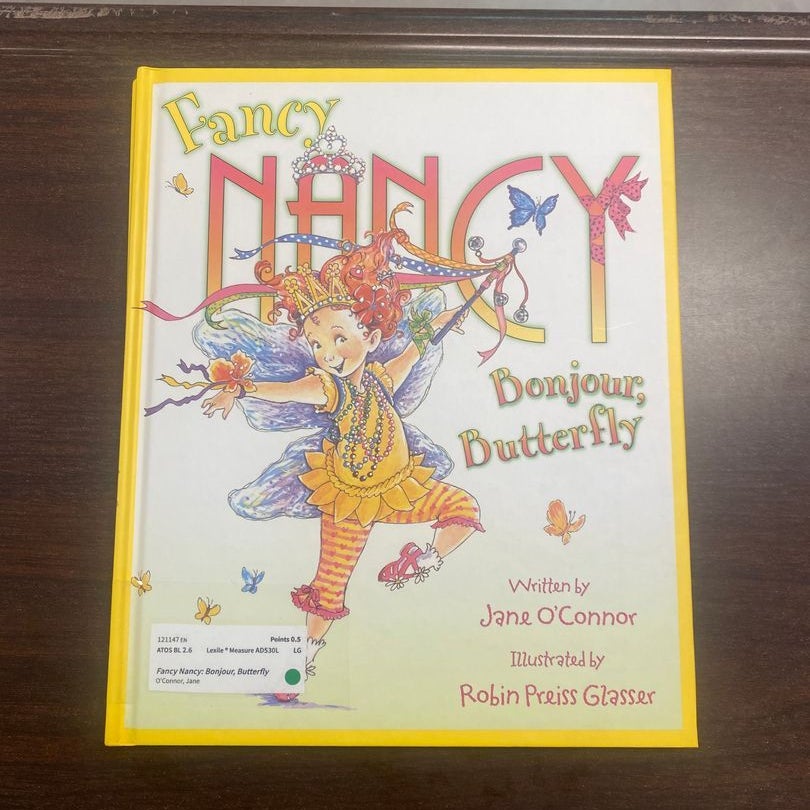 Fancy
NANCY
Bonjour,
Butterfly
Written by
Jane O'Connor
Illustrated by
Robin Preiss Glasser
121147 EN Points 0.5
ATOS BL 2.6 Lexile ® Measure AD530L LG
Fancy Nancy: Bonjour, Butterfly
O'Connor, Jane